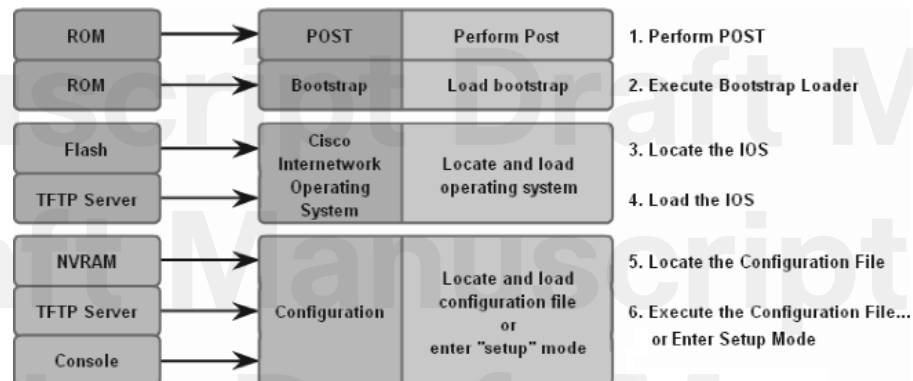 ROM
POST
Perform Post
1. Perform POST
ROM
Bootstrap
Load bootstrap
2. Execute Bootstrap Loader
Flash
TFTP Server
Cisco
Internetwork
Operating
System
Locate and load
operating system
3. Locate the IOS
4. Load the IOS
NVRAM
TFTP Server
Console
Configuration
Locate and load
configuration file
or
enter "setup" mode
5. Locate the Configuration File
6. Execute the Configuration File...
or Enter Setup Mode